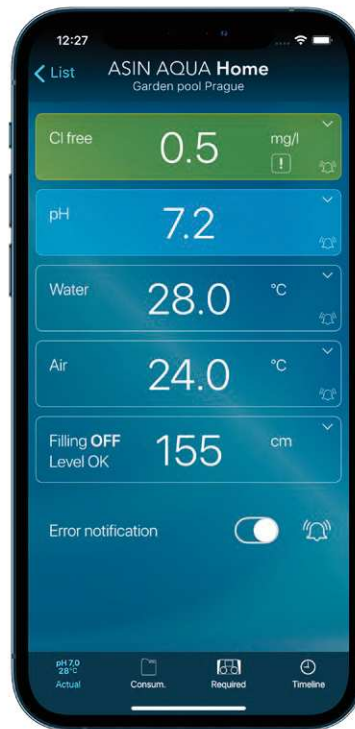 12:27
List
ASIN AQUA Home
Garden pool Prague
Cl free
0.5
mg/l
!
pH
7.2
Water
28.0
°C
Air
24.0
°C
Filling OFF
Level OK
155
cm
Error notification
pH 7,0
28°C
Actual
Consum.
Required
Timeline